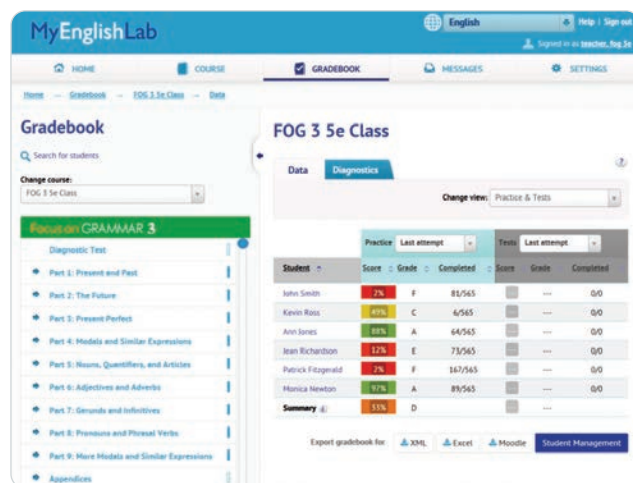 MyEnglishLab
English
Help | Sign out
Signed in as teacher, fog 5e
HOME
COURSE
GRADEBOOK
MESSAGES
SETTINGS
Home → Gradebook → FOG 3 5e Class → Data
Gradebook
Search for students
Change course:
FOG 3 5e Class
Focus on GRAMMAR 3
Diagnostic Test
Part 1: Present and Past
Part 2: The Future
Part 3: Present Perfect
Part 4: Modals and Similar Expressions
Part 5: Nouns, Quantifiers, and Articles
Part 6: Adjectives and Adverbs
Part 7: Gerunds and Infinitives
Part 8: Pronouns and Phrasal Verbs
Part 9: More Modals and Similar Expressions
Appendices
FOG 3 5e Class
?
Data Diagnostics
Change view: Practice & Tests
Practice Last attempt Tests Last attempt
Student Score Grade Completed Score Grade Completed
John Smith 2% F 81/565 --- 0/0
Kevin Ross 49% C 6/565 --- 0/0
Ann Jones 88% A 64/565 --- 0/0
Jean Richardson 12% E 73/565 --- 0/0
Patrick Fitzgerald 2% F 167/565 --- 0/0
Monica Newton 97% A 89/565 --- 0/0
Summary 33% D ---
Export gradebook for XML Excel Moodle Student Management